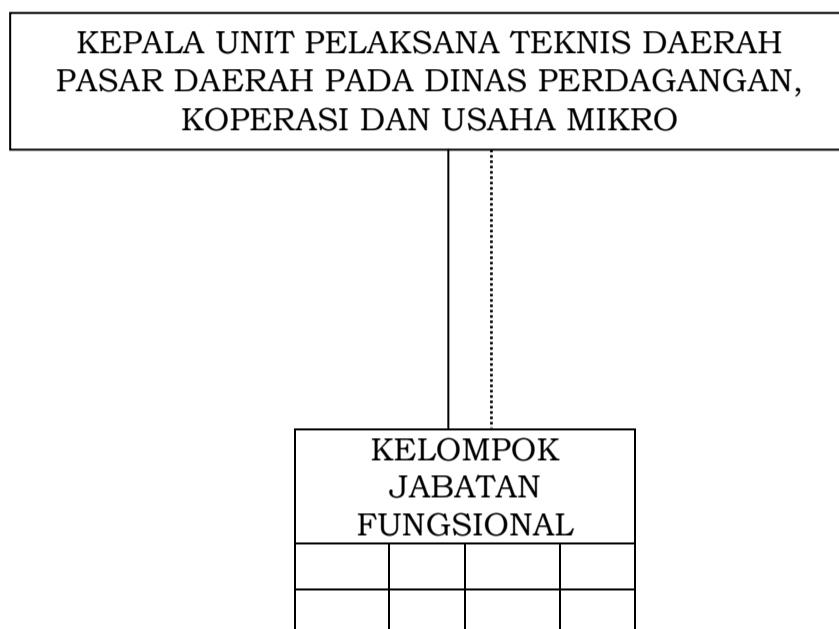 KEPALA UNIT PELAKSANA TEKNIS DAERAH
PASAR DAERAH PADA DINAS PERDAGANGAN,
KOPERASI DAN USAHA MIKRO
KELOMPOK
JABATAN
FUNGSIONAL